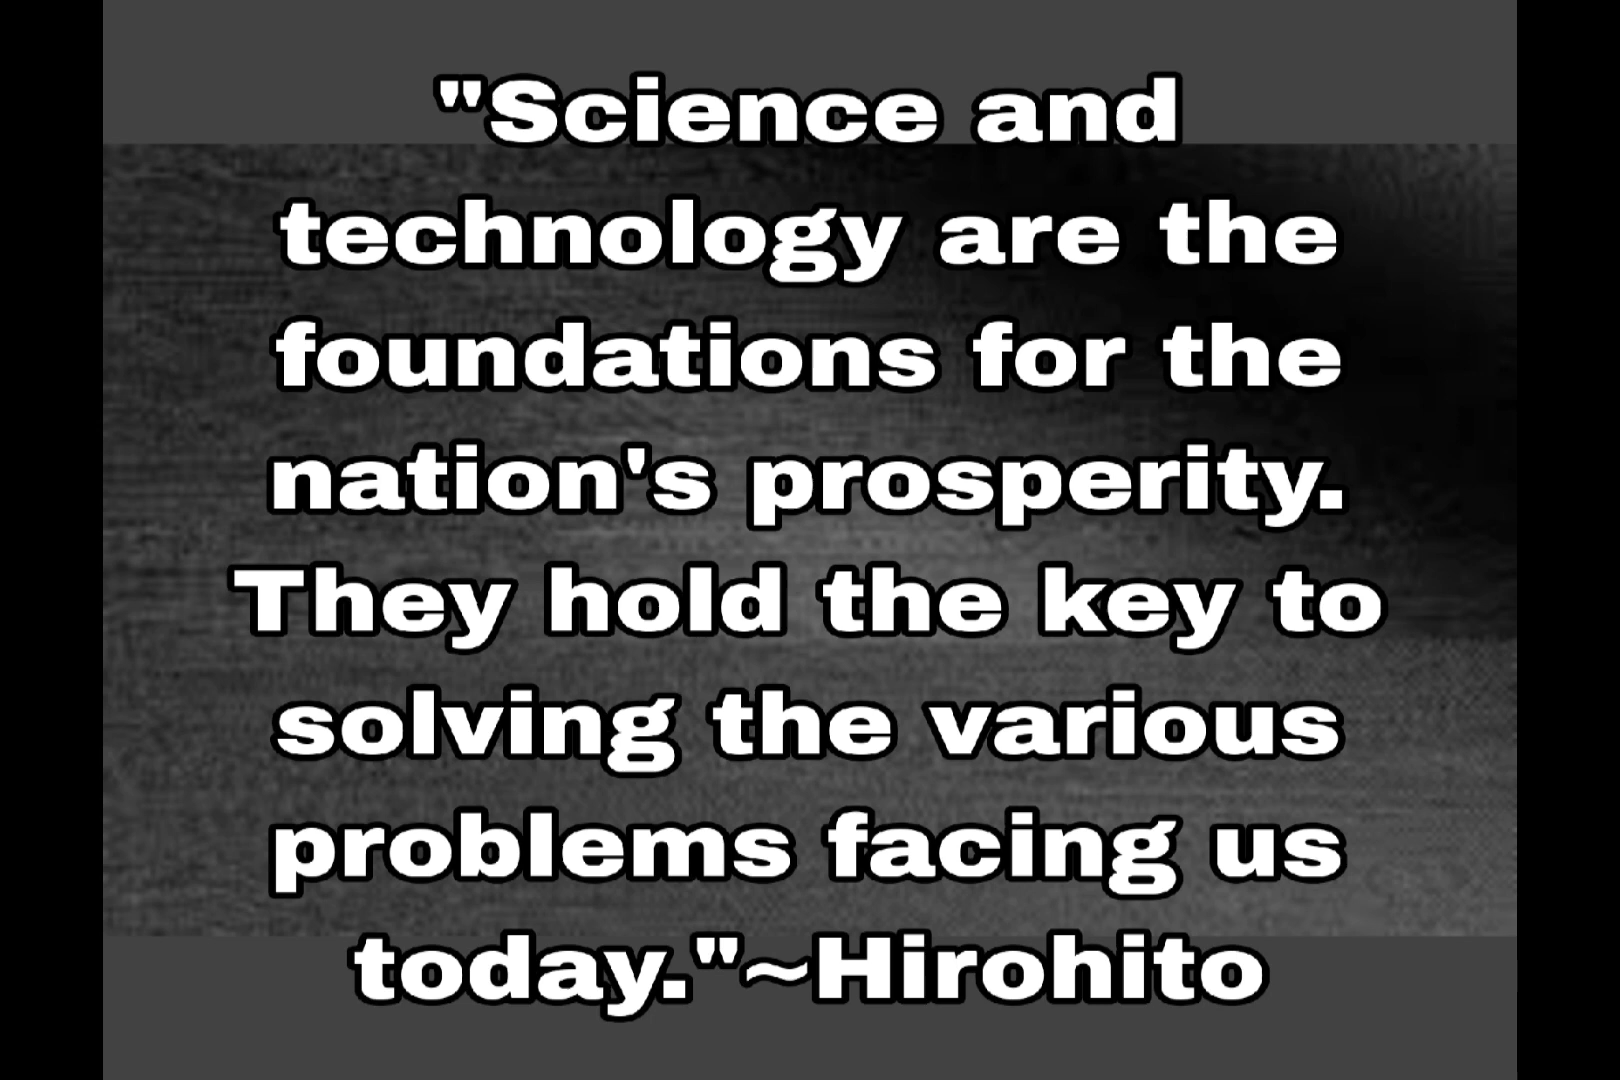 "Science and
technology are the
foundations for the
nation's prosperity.
They hold the key to
solving the various
problems facing us
today."~Hirohito